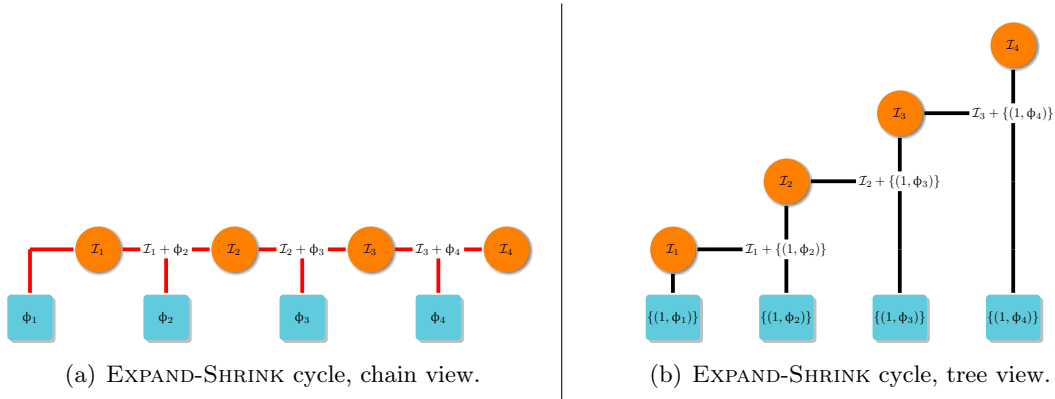 I₁ I₁ + ϕ₂ I₂ I₂ + ϕ₃ I₃ I₃ + ϕ₄ I₄
ϕ₁ ϕ₂ ϕ₃ ϕ₄
(a) EXPAND-SHRINK cycle, chain view.
I₄
I₃ I₃ + {(1, ϕ₄)}
I₂ I₂ + {(1, ϕ₃)}
I₁ I₁ + {(1, ϕ₂)}
{(1, ϕ₁)} {(1, ϕ₂)} {(1, ϕ₃)} {(1, ϕ₄)}
(b) EXPAND-SHRINK cycle, tree view.